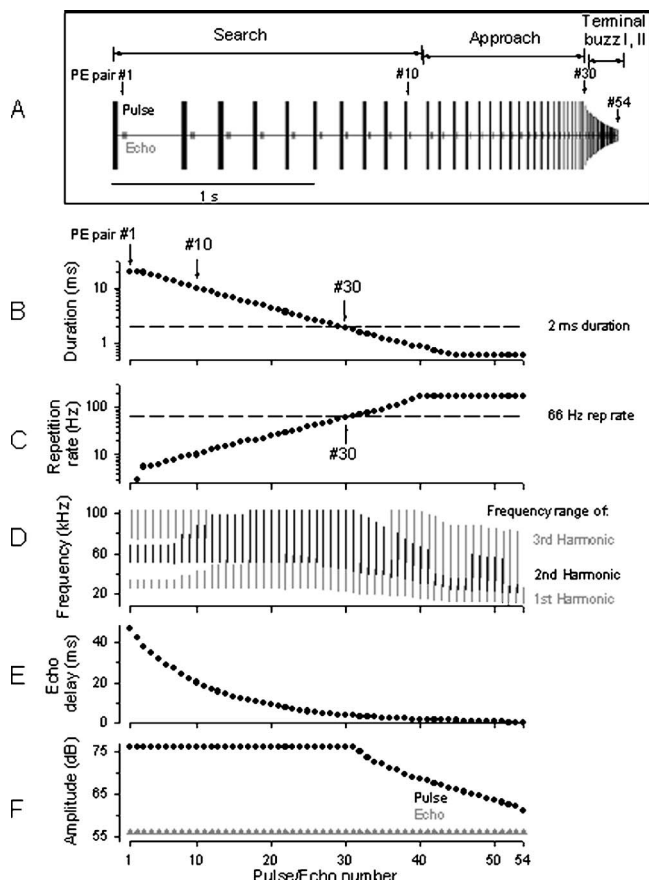 Search
Approach
Terminal
buzz I, II
PE pair #1
#10
#30
#54
A
Pulse
Echo
1 s
PE pair #1
#10
#30
B
Duration (ms)
10
1
2 ms duration
C
Repetition
rate (Hz)
100
10
#30
66 Hz rep rate
D
Frequency (kHz)
100
60
20
Frequency range of:
3rd Harmonic
2nd Harmonic
1st Harmonic
E
Echo
delay (ms)
40
20
0
F
Amplitude (dB)
75
65
55
Pulse
Echo
1
10
20
30
40
50
54
Pulse/Echo number